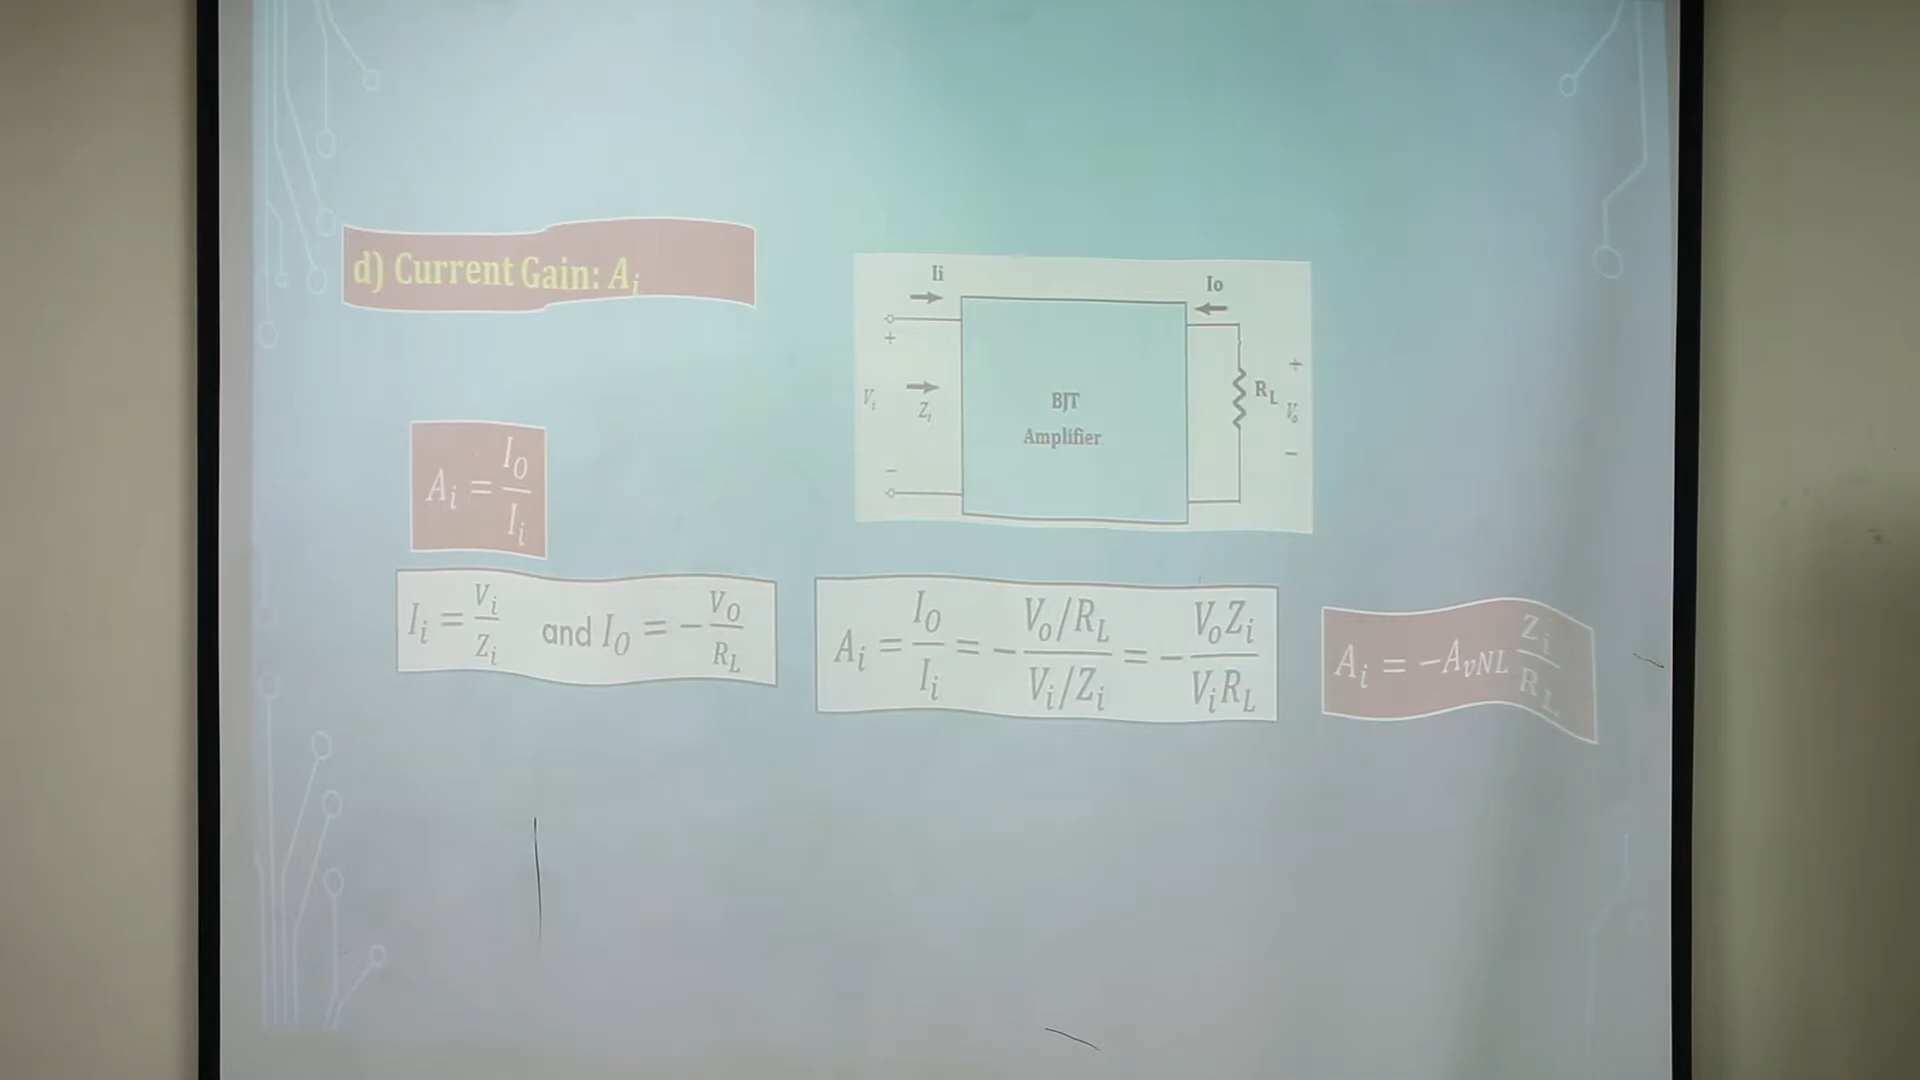 d) Current Gain: A_i
Ii
Io
+
V_i
Z_i
−
BJT
Amplifier
R_L
+
V_o
−
A_i = I_O / I_i
I_i = V_i / Z_i and I_O = − V_O / R_L
A_i = I_O / I_i = − (V_o/R_L) / (V_i/Z_i) = − V_oZ_i / V_iR_L
A_i = −A_vNL Z_i / R_L